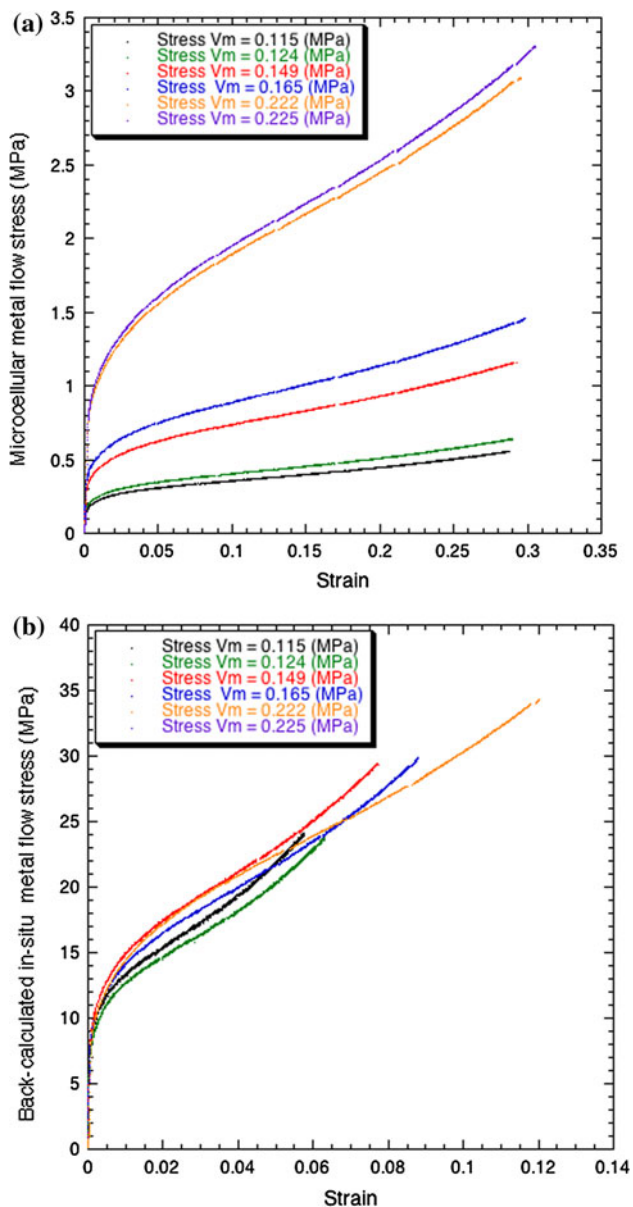 (a)
3.5
3
2.5
2
1.5
1
0.5
0
Microcellular metal flow stress (MPa)
Stress Vm = 0.115 (MPa)
Stress Vm = 0.124 (MPa)
Stress Vm = 0.149 (MPa)
Stress  Vm = 0.165 (MPa)
Stress Vm = 0.222 (MPa)
Stress Vm = 0.225 (MPa)
0 0.05 0.1 0.15 0.2 0.25 0.3 0.35
Strain
(b)
40
35
30
25
20
15
10
5
0
Back-calculated in-situ  metal flow stress (MPa)
Stress Vm = 0.115 (MPa)
Stress Vm = 0.124 (MPa)
Stress Vm = 0.149 (MPa)
Stress  Vm = 0.165 (MPa)
Stress Vm = 0.222 (MPa)
Stress Vm = 0.225 (MPa)
0 0.02 0.04 0.06 0.08 0.1 0.12 0.14
Strain